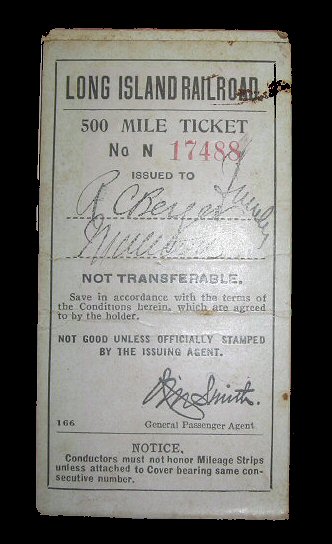 LONG ISLAND RAILROAD
500 MILE TICKET
No N 17488
ISSUED TO
NOT TRANSFERABLE.
Save in accordance with the terms of
the Conditions herein, which are agreed
to by the holder.
NOT GOOD UNLESS OFFICIALLY STAMPED
BY THE ISSUING AGENT.
Smith.
166 General Passenger Agent
NOTICE.
Conductors must not honor Mileage Strips
unless attached to Cover bearing same con-
secutive number.